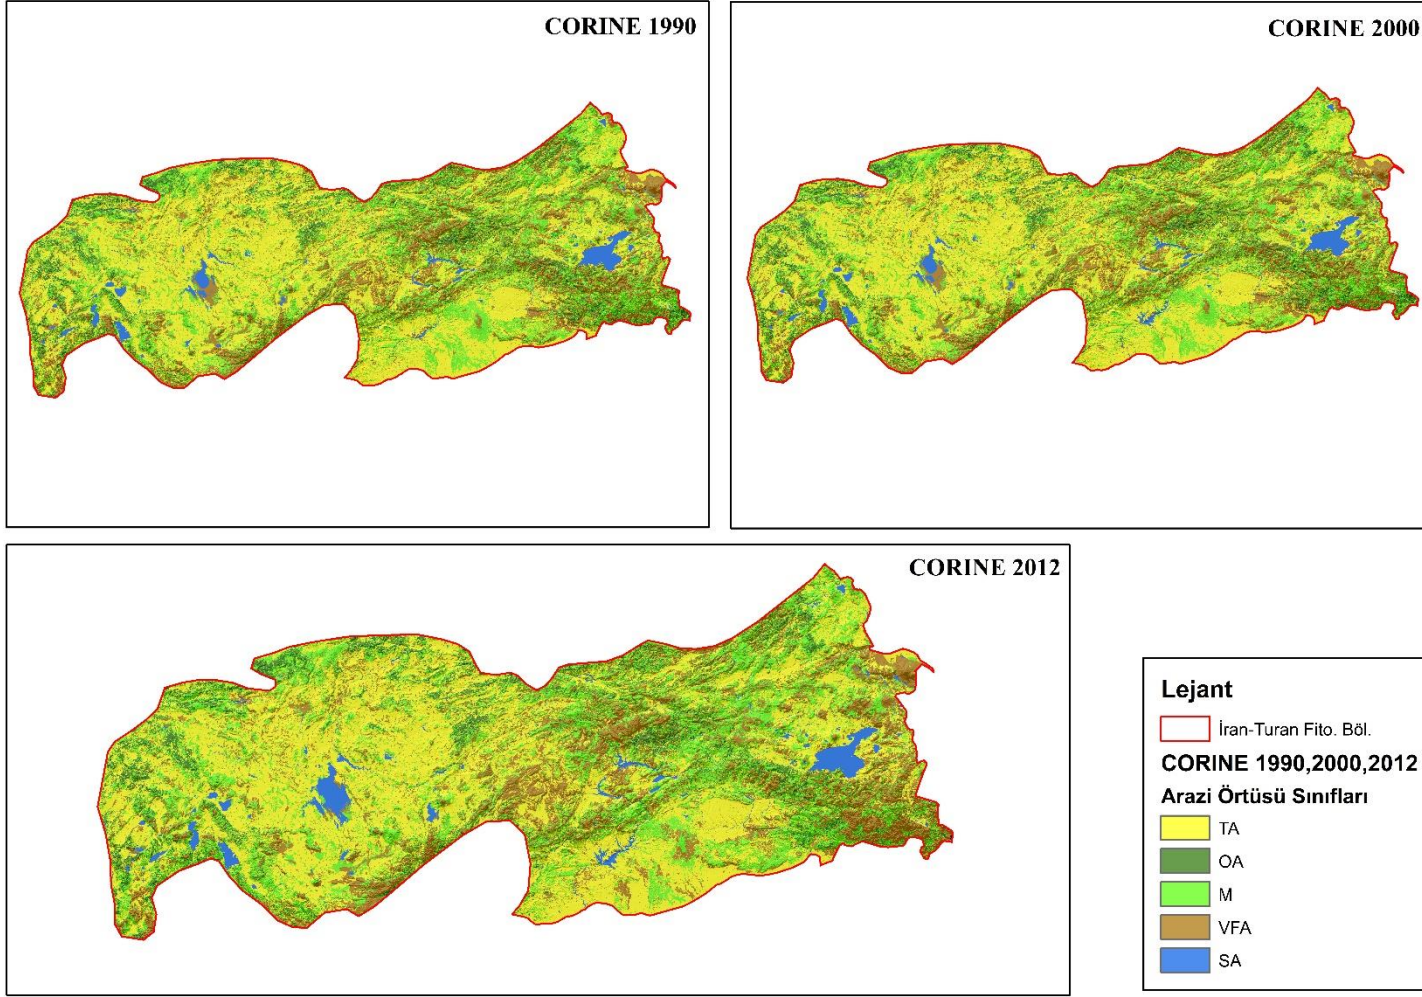 CORINE 1990
CORINE 2000
CORINE 2012
Lejant
İran-Turan Fito. Böl.
CORINE 1990,2000,2012
Arazi Örtüsü Sınıfları
TA
OA
M
VFA
SA